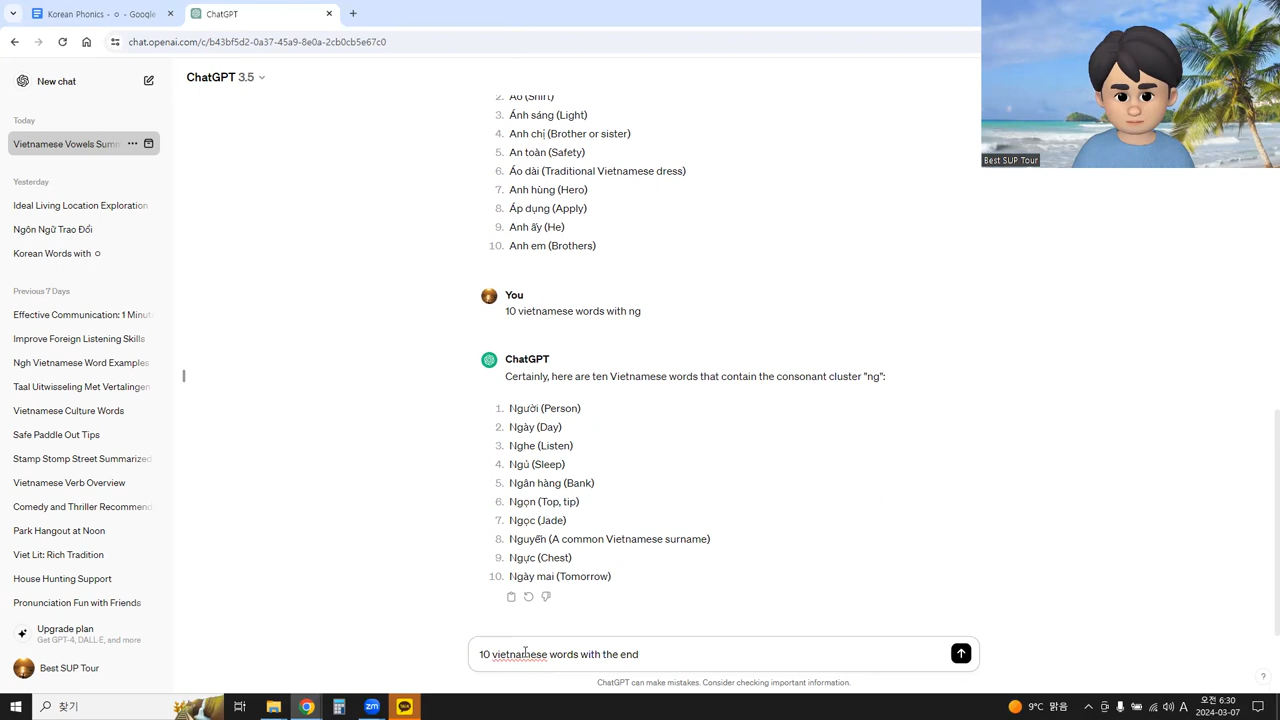 Korean Phonics - ㅇ - Google
ChatGPT
chat.openai.com/c/b43bf5d2-0a37-45a9-8e0a-2cb0cb5e67c0
New chat
Today
Vietnamese Vowels Summ
Yesterday
Ideal Living Location Exploration
Ngôn Ngữ Trao Đổi
Korean Words with ㅇ
Previous 7 Days
Effective Communication: 1 Minut
Improve Foreign Listening Skills
Ngh Vietnamese Word Examples
Taal Uitwisseling Met Vertalingen
Vietnamese Culture Words
Safe Paddle Out Tips
Stamp Stomp Street Summarized
Vietnamese Verb Overview
Comedy and Thriller Recommend
Park Hangout at Noon
Viet Lit: Rich Tradition
House Hunting Support
Pronunciation Fun with Friends
Upgrade plan
Get GPT-4, DALL·E, and more
Best SUP Tour
ChatGPT 3.5
2. Áo (Shirt)
3. Ánh sáng (Light)
4. Anh chị (Brother or sister)
5. An toàn (Safety)
6. Áo dài (Traditional Vietnamese dress)
7. Anh hùng (Hero)
8. Áp dụng (Apply)
9. Anh ấy (He)
10. Anh em (Brothers)
You
10 vietnamese words with ng
ChatGPT
Certainly, here are ten Vietnamese words that contain the consonant cluster "ng":
1. Người (Person)
2. Ngày (Day)
3. Nghe (Listen)
4. Ngủ (Sleep)
5. Ngân hàng (Bank)
6. Ngọn (Top, tip)
7. Ngọc (Jade)
8. Nguyễn (A common Vietnamese surname)
9. Ngực (Chest)
10. Ngày mai (Tomorrow)
10 vietnamese words with the end
ChatGPT can make mistakes. Consider checking important information.
?
Best SUP Tour
찾기
TALK
9°C 맑음
A
오전 6:30
2024-03-07